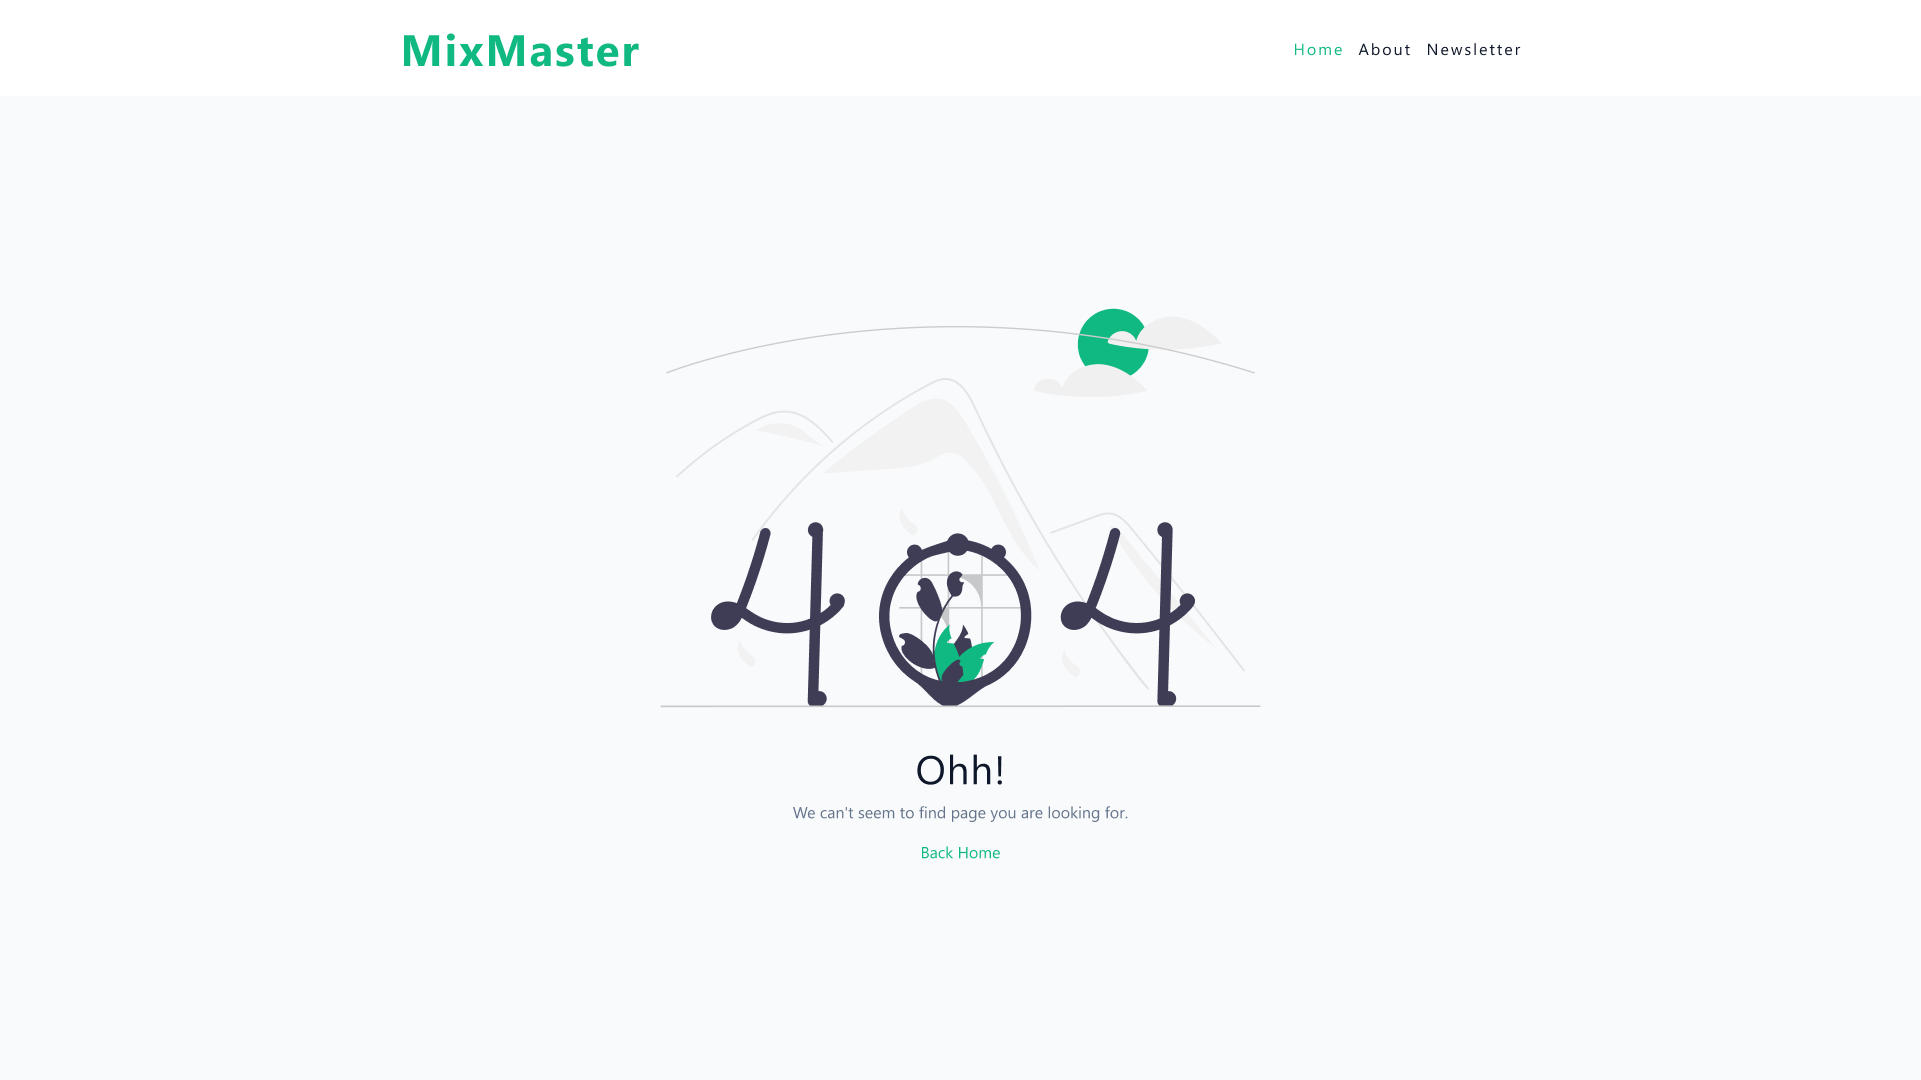 MixMaster
Home About Newsletter
404
Ohh!
We can't seem to find page you are looking for.
Back Home